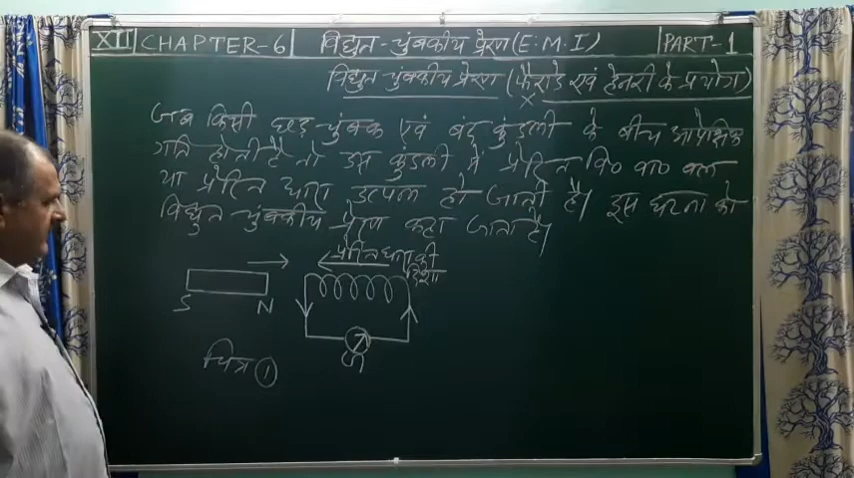 XII CHAPTER-6 विद्युत-चुंबकीय प्रेरण (E.M.I) PART-1
विद्युत चुंबकीय प्रेरण (फैराडे एवं हेनरी के प्रयोग)
जब किसी छड़ चुंबक एवं बंद कुंडली के बीच आपेक्षिक
गति होती है तो उस कुंडली में प्रेरित वि० वा० बल
या प्रेरित धारा उत्पन्न हो जाती है। इस घटना को
विद्युत चुंबकीय प्रेरण कहा जाता है।
प्रेरित धारा की
दिशा
S N
चित्र ①